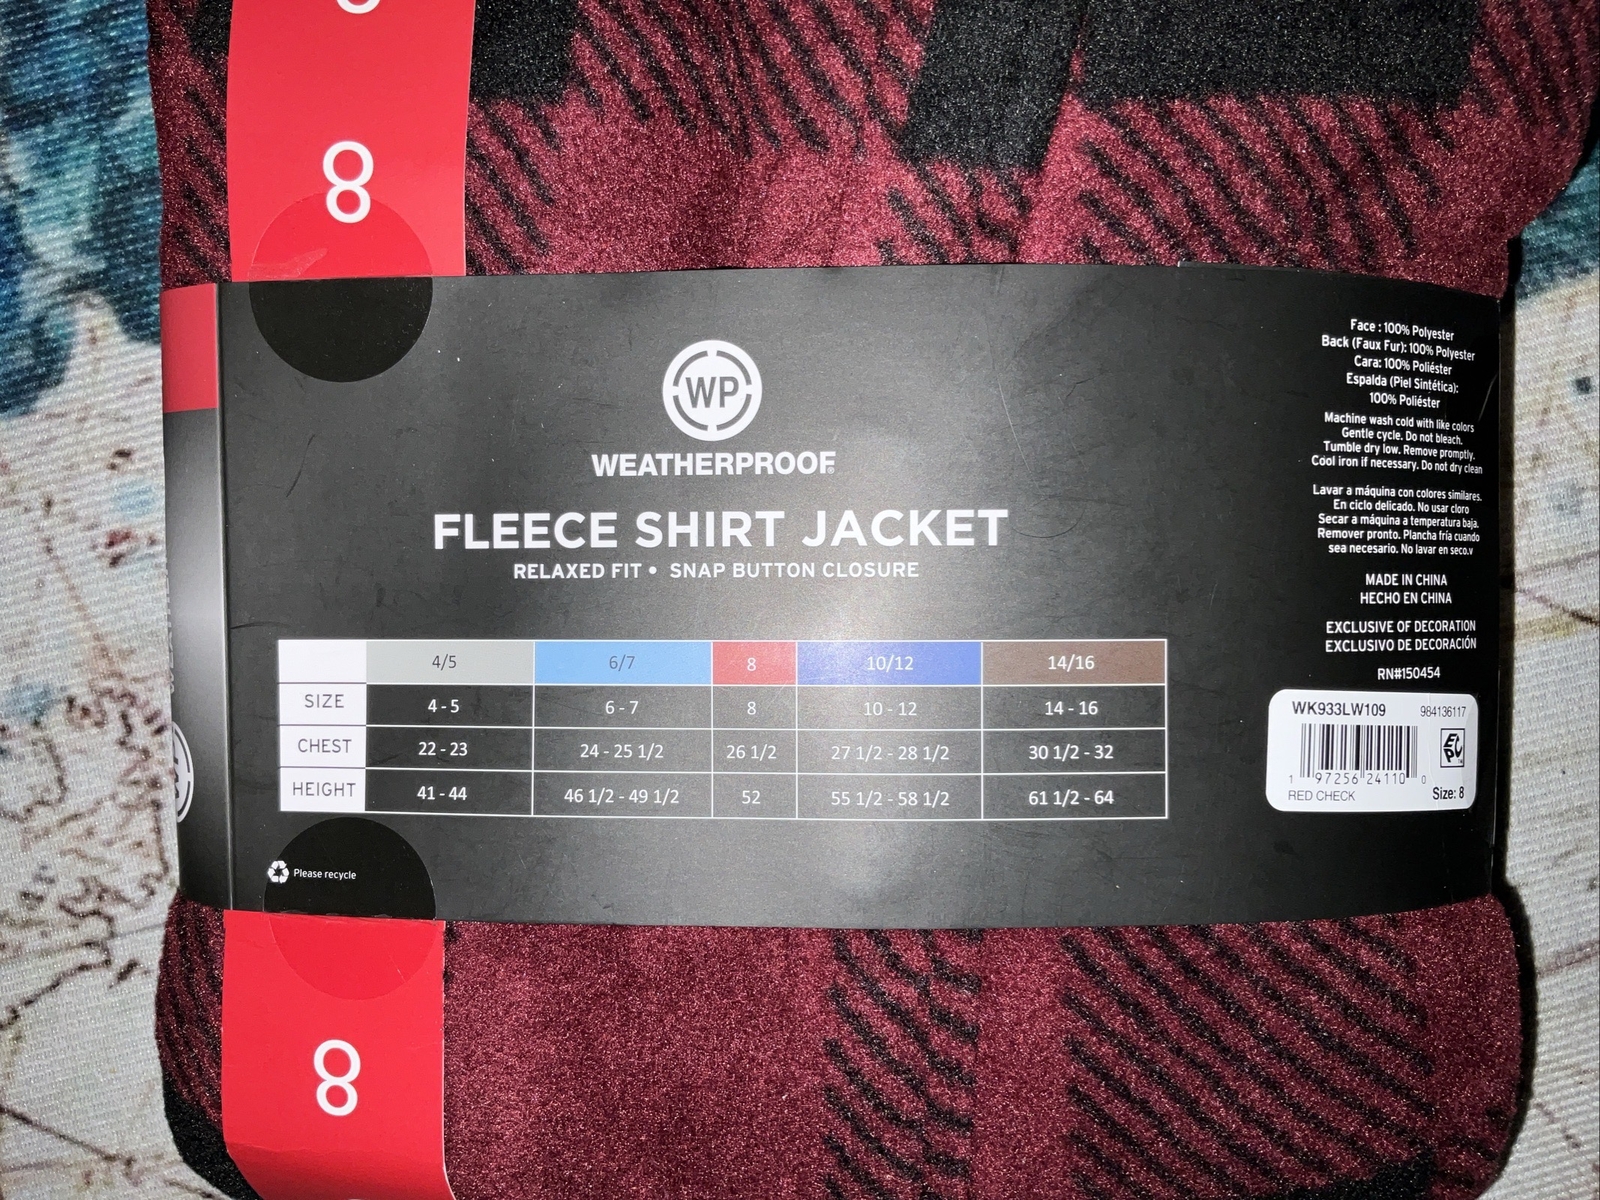 8
WP
WEATHERPROOF®
FLEECE SHIRT JACKET
RELAXED FIT • SNAP BUTTON CLOSURE
4/5 6/7 8 10/12 14/16
SIZE 4 - 5 6 - 7 8 10 - 12 14 - 16
CHEST 22 - 23 24 - 25 1/2 26 1/2 27 1/2 - 28 1/2 30 1/2 - 32
HEIGHT 41 - 44 46 1/2 - 49 1/2 52 55 1/2 - 58 1/2 61 1/2 - 64
Please recycle
Face : 100% Polyester
Back (Faux Fur): 100% Polyester
Cara: 100% Poliéster
Espalda (Piel Sintética):
100% Poliéster
Machine wash cold with like colors
Gentle cycle. Do not bleach.
Tumble dry low. Remove promptly.
Cool iron if necessary. Do not dry clean
Lavar a máquina con colores similares.
En ciclo delicado. No usar cloro
Secar a máquina a temperatura baja.
Remover pronto. Plancha fría cuando
sea necesario. No lavar en seco.v
MADE IN CHINA
HECHO EN CHINA
EXCLUSIVE OF DECORATION
EXCLUSIVO DE DECORACIÓN
RN#150454
WK933LW109 984136117
1 97256 24110 0
RED CHECK Size: 8
8